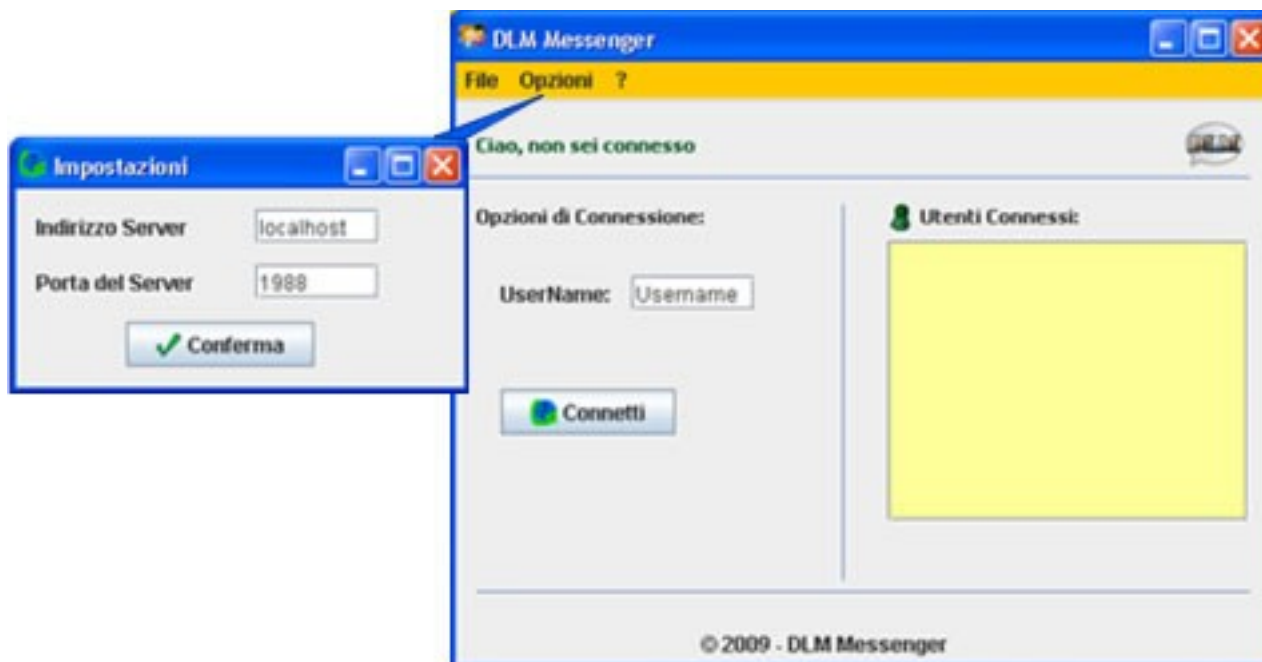 DLM Messenger
File Opzioni ?
Ciao, non sei connesso
DLM
Impostazioni
Indirizzo Server localhost
Porta del Server 1988
Conferma
Opzioni di Connessione:
UserName: Username
Connetti
Utenti Connessi:
© 2009 - DLM Messenger